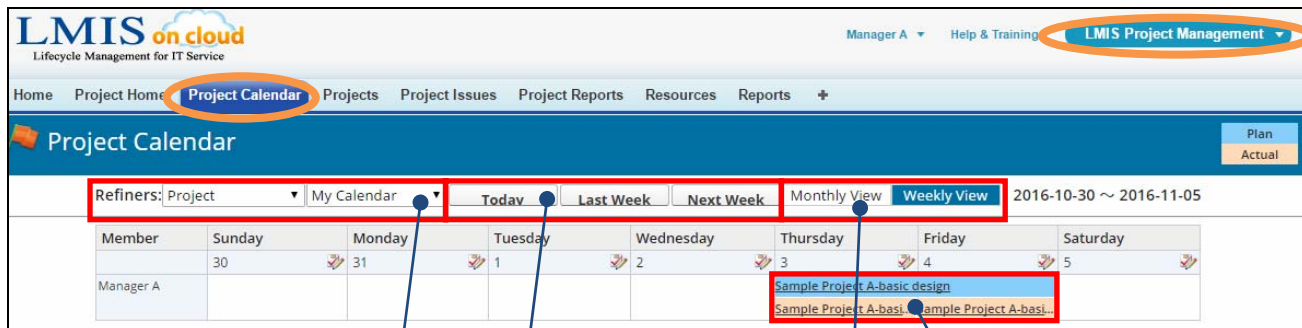 LMIS on cloud
Lifecycle Management for IT Service
Manager A Help & Training LMIS Project Management
Home Project Home Project Calendar Projects Project Issues Project Reports Resources Reports +
Project Calendar
Plan
Actual
Refiners: Project My Calendar Today Last Week Next Week Monthly View Weekly View 2016-10-30 ~ 2016-11-05
Member Sunday Monday Tuesday Wednesday Thursday Friday Saturday
30 31 1 2 3 4 5
Manager A Sample Project A-basic design
Sample Project A-basi... Sample Project A-basi...